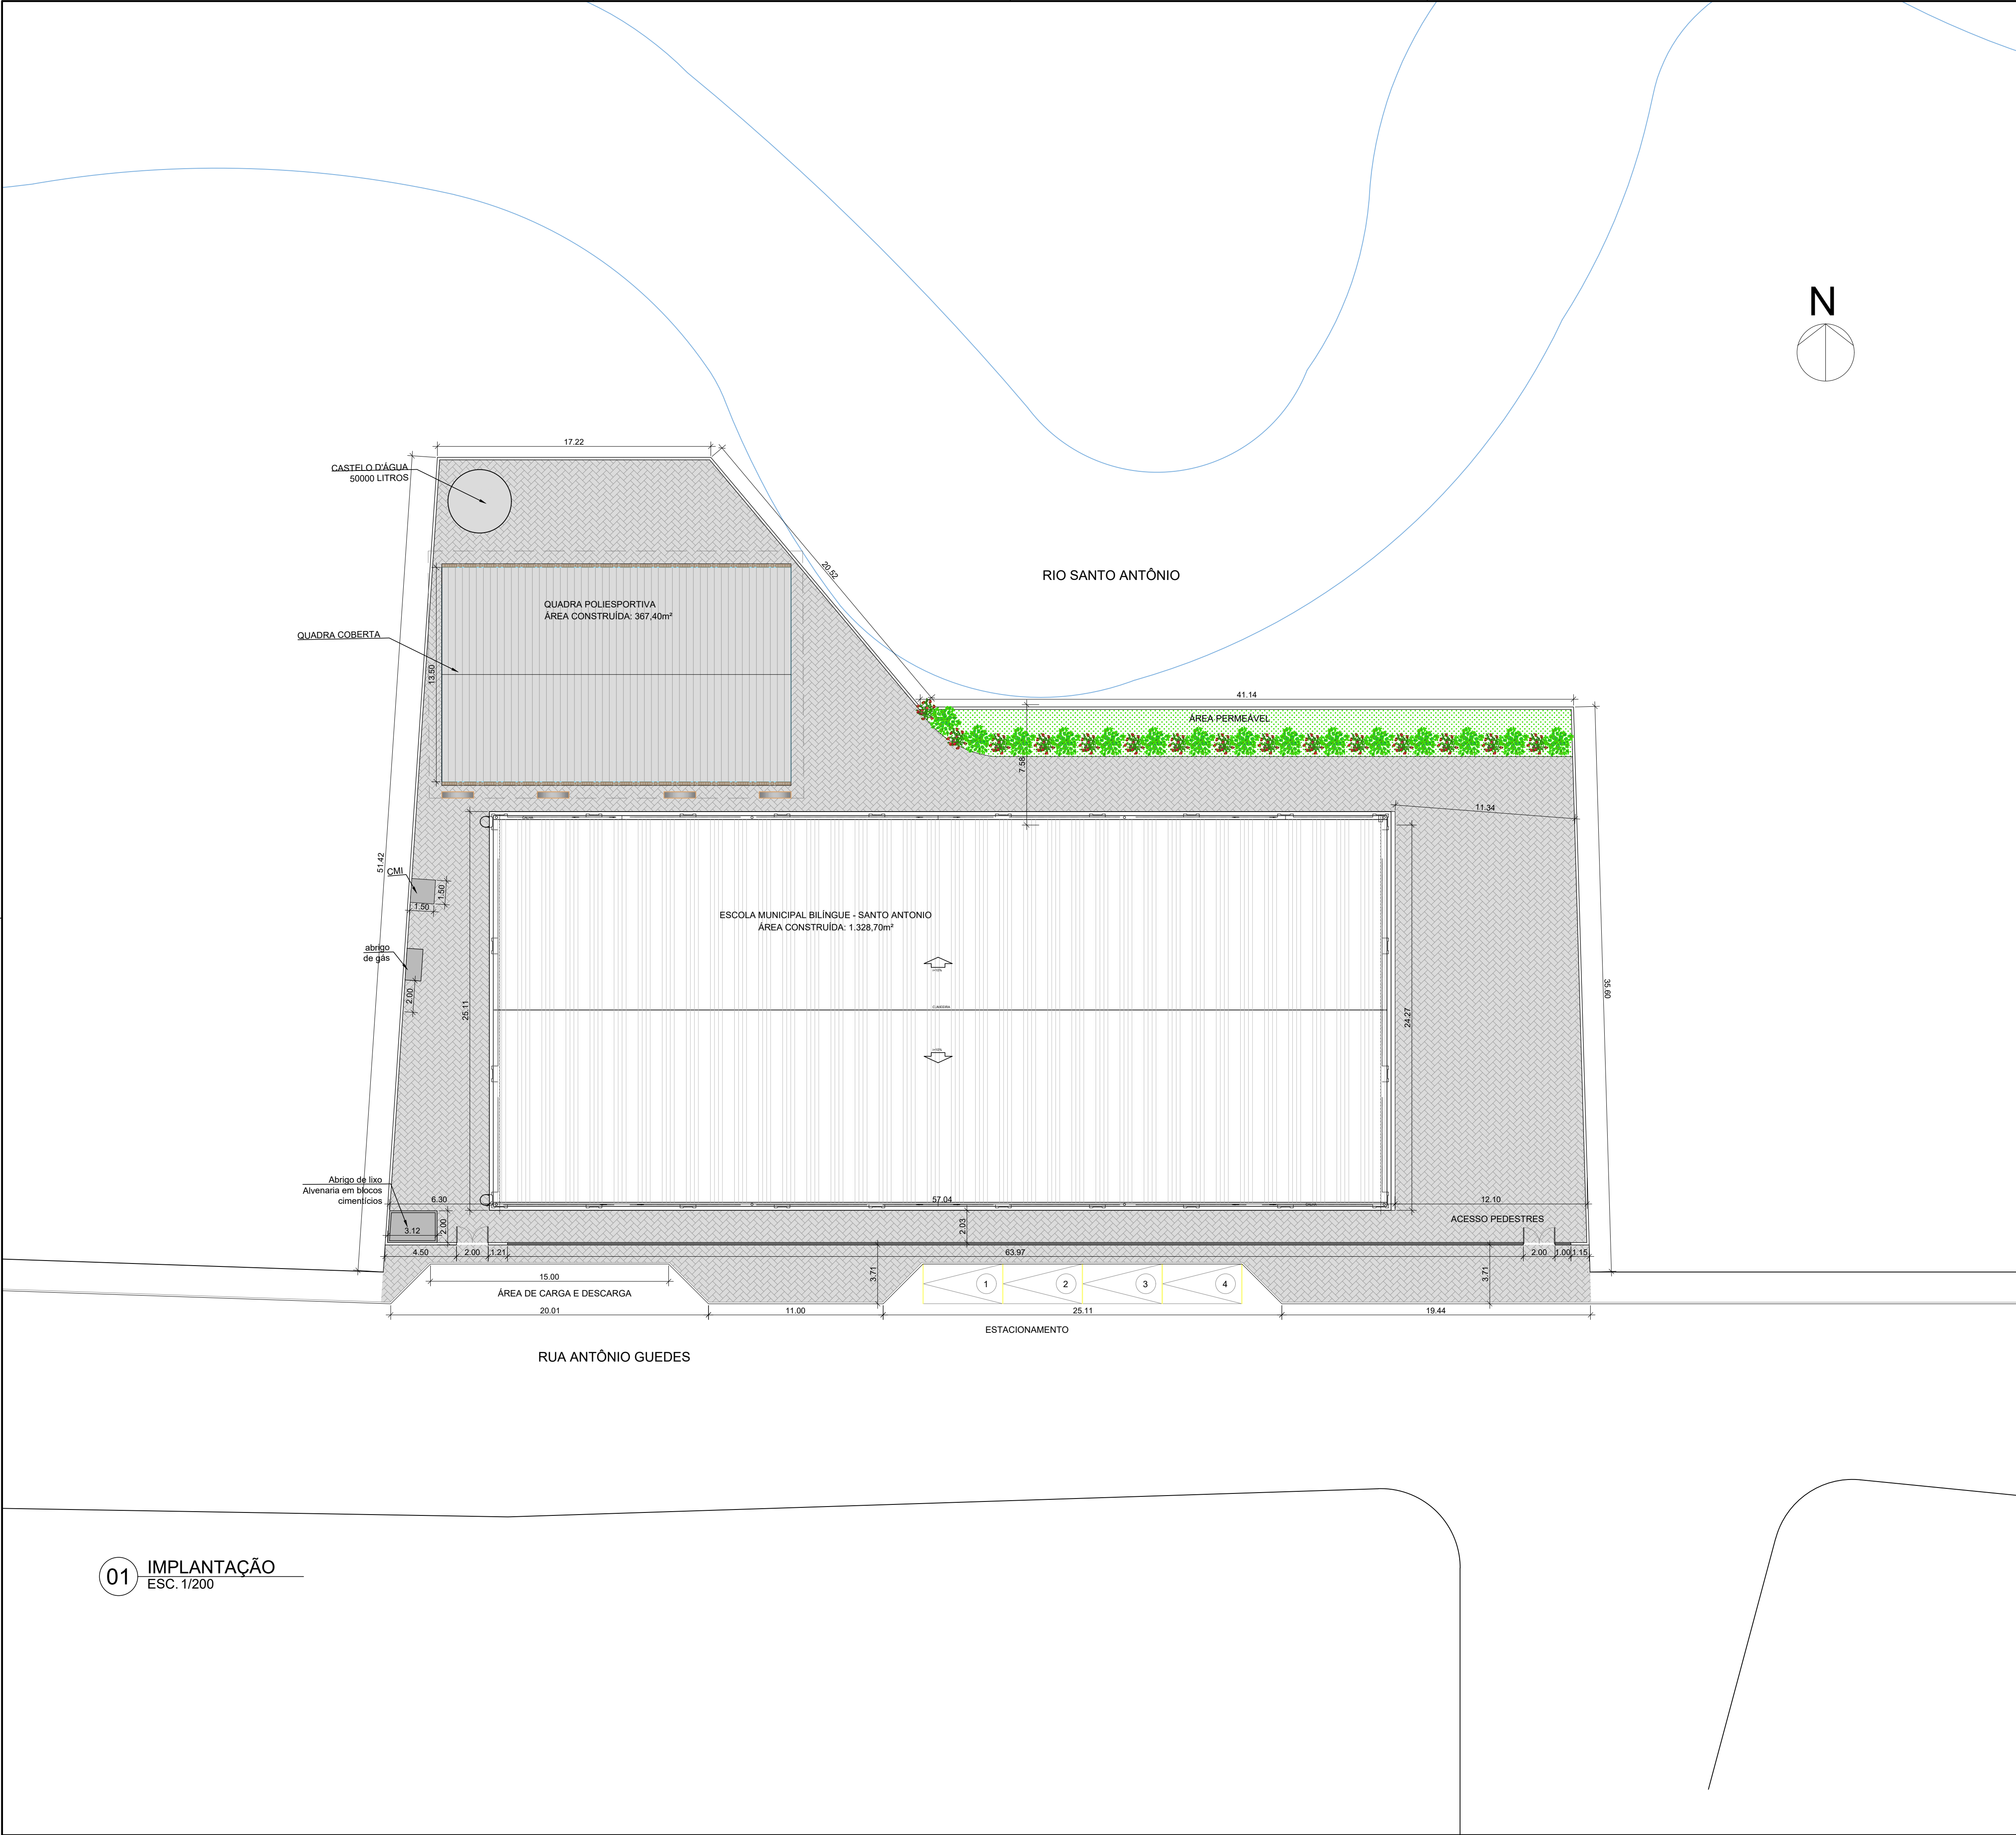 N
17.22
CASTELO D'ÁGUA
50000 LITROS
20.52
RIO SANTO ANTÔNIO
QUADRA POLIESPORTIVA
ÁREA CONSTRUÍDA: 367,40m²
QUADRA COBERTA
13.50
41.14
ÁREA PERMEÁVEL
7.58
11.34
51.42
CMI
1.50
1.50
ESCOLA MUNICIPAL BILÍNGUE - SANTO ANTONIO
ÁREA CONSTRUÍDA: 1.328,70m²
abrigo
de gás
2.00
25.11
24.27
35.60
Abrigo de lixo
Alvenaria em blocos
cimentícios
6.30
57.04
12.10
3.12
2.00
2.03
ACESSO PEDESTRES
4.50
2.00
1.21
63.97
2.00
1.00
1.15
15.00
3.71
1
2
3
4
3.71
ÁREA DE CARGA E DESCARGA
20.01
11.00
25.11
19.44
ESTACIONAMENTO
RUA ANTÔNIO GUEDES
01
IMPLANTAÇÃO
ESC. 1/200